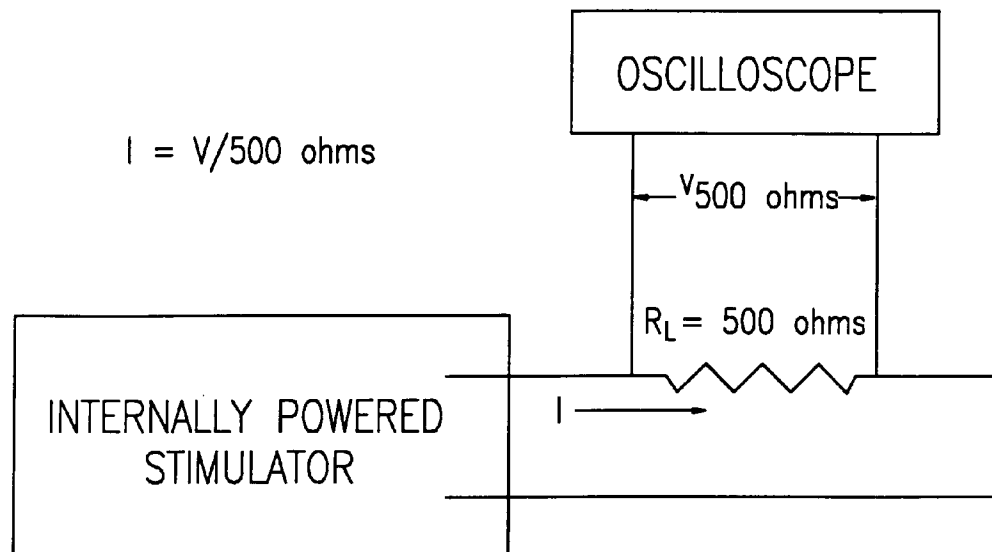 OSCILLOSCOPE
I = V/500 ohms
V500 ohms
RL = 500 ohms
I
INTERNALLY POWERED
STIMULATOR